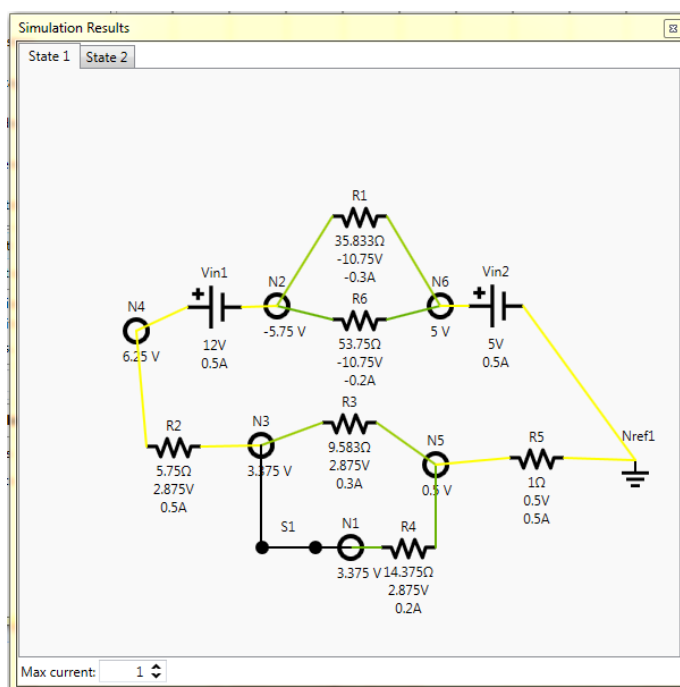 Simulation Results
State 1
State 2
R1
35.833Ω
-10.75V
-0.3A
Vin1
12V
0.5A
N2
-5.75 V
N6
5 V
Vin2
5V
0.5A
N4
6.25 V
R6
53.75Ω
-10.75V
-0.2A
R2
5.75Ω
2.875V
0.5A
N3
3.375 V
R3
9.583Ω
2.875V
0.3A
N5
0.5 V
R5
1Ω
0.5V
0.5A
Nref1
S1
N1
3.375 V
R4
14.375Ω
2.875V
0.2A
Max current: 1